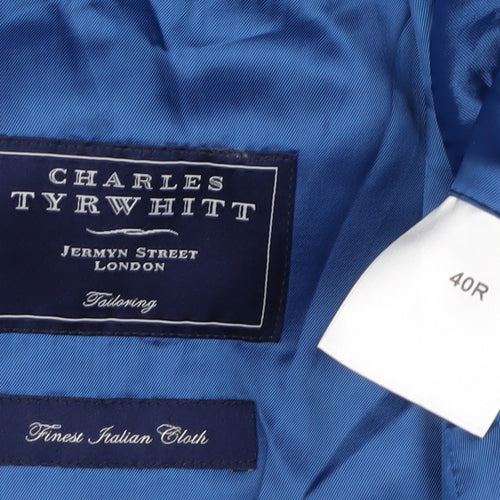 CHARLES
TYRWHITT
JERMYN STREET
LONDON
Tailoring
40R
Finest Italian Cloth